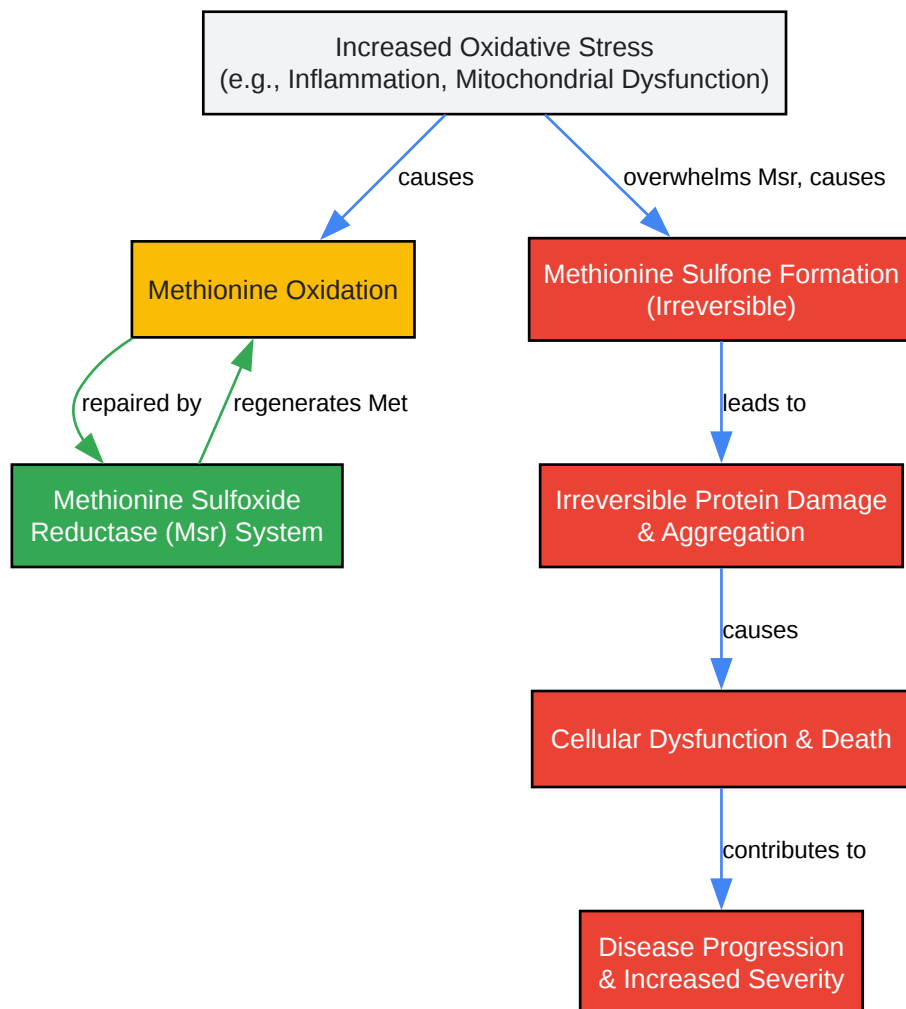 Increased Oxidative Stress
(e.g., Inflammation, Mitochondrial Dysfunction)
causes
overwhelms Msr, causes
Methionine Oxidation
Methionine Sulfone Formation
(Irreversible)
repaired by
regenerates Met
leads to
Methionine Sulfoxide
Reductase (Msr) System
Irreversible Protein Damage
& Aggregation
causes
Cellular Dysfunction & Death
contributes to
Disease Progression
& Increased Severity